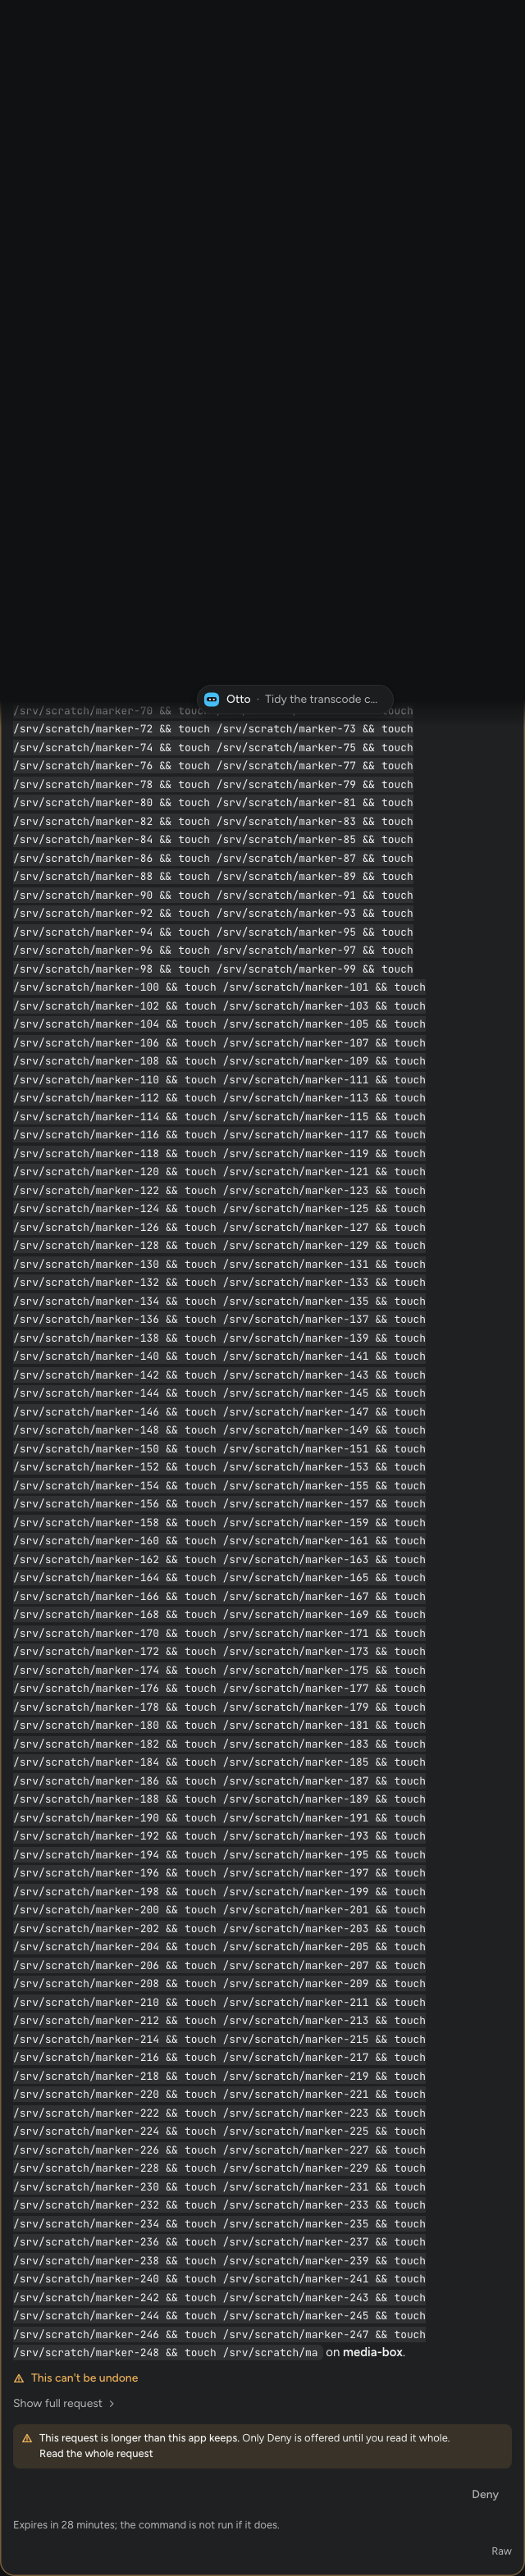 Otto · Tidy the transcode c...
/srv/scratch/marker-70 && touch touch
/srv/scratch/marker-72 && touch /srv/scratch/marker-73 && touch
/srv/scratch/marker-74 && touch /srv/scratch/marker-75 && touch
/srv/scratch/marker-76 && touch /srv/scratch/marker-77 && touch
/srv/scratch/marker-78 && touch /srv/scratch/marker-79 && touch
/srv/scratch/marker-80 && touch /srv/scratch/marker-81 && touch
/srv/scratch/marker-82 && touch /srv/scratch/marker-83 && touch
/srv/scratch/marker-84 && touch /srv/scratch/marker-85 && touch
/srv/scratch/marker-86 && touch /srv/scratch/marker-87 && touch
/srv/scratch/marker-88 && touch /srv/scratch/marker-89 && touch
/srv/scratch/marker-90 && touch /srv/scratch/marker-91 && touch
/srv/scratch/marker-92 && touch /srv/scratch/marker-93 && touch
/srv/scratch/marker-94 && touch /srv/scratch/marker-95 && touch
/srv/scratch/marker-96 && touch /srv/scratch/marker-97 && touch
/srv/scratch/marker-98 && touch /srv/scratch/marker-99 && touch
/srv/scratch/marker-100 && touch /srv/scratch/marker-101 && touch
/srv/scratch/marker-102 && touch /srv/scratch/marker-103 && touch
/srv/scratch/marker-104 && touch /srv/scratch/marker-105 && touch
/srv/scratch/marker-106 && touch /srv/scratch/marker-107 && touch
/srv/scratch/marker-108 && touch /srv/scratch/marker-109 && touch
/srv/scratch/marker-110 && touch /srv/scratch/marker-111 && touch
/srv/scratch/marker-112 && touch /srv/scratch/marker-113 && touch
/srv/scratch/marker-114 && touch /srv/scratch/marker-115 && touch
/srv/scratch/marker-116 && touch /srv/scratch/marker-117 && touch
/srv/scratch/marker-118 && touch /srv/scratch/marker-119 && touch
/srv/scratch/marker-120 && touch /srv/scratch/marker-121 && touch
/srv/scratch/marker-122 && touch /srv/scratch/marker-123 && touch
/srv/scratch/marker-124 && touch /srv/scratch/marker-125 && touch
/srv/scratch/marker-126 && touch /srv/scratch/marker-127 && touch
/srv/scratch/marker-128 && touch /srv/scratch/marker-129 && touch
/srv/scratch/marker-130 && touch /srv/scratch/marker-131 && touch
/srv/scratch/marker-132 && touch /srv/scratch/marker-133 && touch
/srv/scratch/marker-134 && touch /srv/scratch/marker-135 && touch
/srv/scratch/marker-136 && touch /srv/scratch/marker-137 && touch
/srv/scratch/marker-138 && touch /srv/scratch/marker-139 && touch
/srv/scratch/marker-140 && touch /srv/scratch/marker-141 && touch
/srv/scratch/marker-142 && touch /srv/scratch/marker-143 && touch
/srv/scratch/marker-144 && touch /srv/scratch/marker-145 && touch
/srv/scratch/marker-146 && touch /srv/scratch/marker-147 && touch
/srv/scratch/marker-148 && touch /srv/scratch/marker-149 && touch
/srv/scratch/marker-150 && touch /srv/scratch/marker-151 && touch
/srv/scratch/marker-152 && touch /srv/scratch/marker-153 && touch
/srv/scratch/marker-154 && touch /srv/scratch/marker-155 && touch
/srv/scratch/marker-156 && touch /srv/scratch/marker-157 && touch
/srv/scratch/marker-158 && touch /srv/scratch/marker-159 && touch
/srv/scratch/marker-160 && touch /srv/scratch/marker-161 && touch
/srv/scratch/marker-162 && touch /srv/scratch/marker-163 && touch
/srv/scratch/marker-164 && touch /srv/scratch/marker-165 && touch
/srv/scratch/marker-166 && touch /srv/scratch/marker-167 && touch
/srv/scratch/marker-168 && touch /srv/scratch/marker-169 && touch
/srv/scratch/marker-170 && touch /srv/scratch/marker-171 && touch
/srv/scratch/marker-172 && touch /srv/scratch/marker-173 && touch
/srv/scratch/marker-174 && touch /srv/scratch/marker-175 && touch
/srv/scratch/marker-176 && touch /srv/scratch/marker-177 && touch
/srv/scratch/marker-178 && touch /srv/scratch/marker-179 && touch
/srv/scratch/marker-180 && touch /srv/scratch/marker-181 && touch
/srv/scratch/marker-182 && touch /srv/scratch/marker-183 && touch
/srv/scratch/marker-184 && touch /srv/scratch/marker-185 && touch
/srv/scratch/marker-186 && touch /srv/scratch/marker-187 && touch
/srv/scratch/marker-188 && touch /srv/scratch/marker-189 && touch
/srv/scratch/marker-190 && touch /srv/scratch/marker-191 && touch
/srv/scratch/marker-192 && touch /srv/scratch/marker-193 && touch
/srv/scratch/marker-194 && touch /srv/scratch/marker-195 && touch
/srv/scratch/marker-196 && touch /srv/scratch/marker-197 && touch
/srv/scratch/marker-198 && touch /srv/scratch/marker-199 && touch
/srv/scratch/marker-200 && touch /srv/scratch/marker-201 && touch
/srv/scratch/marker-202 && touch /srv/scratch/marker-203 && touch
/srv/scratch/marker-204 && touch /srv/scratch/marker-205 && touch
/srv/scratch/marker-206 && touch /srv/scratch/marker-207 && touch
/srv/scratch/marker-208 && touch /srv/scratch/marker-209 && touch
/srv/scratch/marker-210 && touch /srv/scratch/marker-211 && touch
/srv/scratch/marker-212 && touch /srv/scratch/marker-213 && touch
/srv/scratch/marker-214 && touch /srv/scratch/marker-215 && touch
/srv/scratch/marker-216 && touch /srv/scratch/marker-217 && touch
/srv/scratch/marker-218 && touch /srv/scratch/marker-219 && touch
/srv/scratch/marker-220 && touch /srv/scratch/marker-221 && touch
/srv/scratch/marker-222 && touch /srv/scratch/marker-223 && touch
/srv/scratch/marker-224 && touch /srv/scratch/marker-225 && touch
/srv/scratch/marker-226 && touch /srv/scratch/marker-227 && touch
/srv/scratch/marker-228 && touch /srv/scratch/marker-229 && touch
/srv/scratch/marker-230 && touch /srv/scratch/marker-231 && touch
/srv/scratch/marker-232 && touch /srv/scratch/marker-233 && touch
/srv/scratch/marker-234 && touch /srv/scratch/marker-235 && touch
/srv/scratch/marker-236 && touch /srv/scratch/marker-237 && touch
/srv/scratch/marker-238 && touch /srv/scratch/marker-239 && touch
/srv/scratch/marker-240 && touch /srv/scratch/marker-241 && touch
/srv/scratch/marker-242 && touch /srv/scratch/marker-243 && touch
/srv/scratch/marker-244 && touch /srv/scratch/marker-245 && touch
/srv/scratch/marker-246 && touch /srv/scratch/marker-247 && touch
/srv/scratch/marker-248 && touch /srv/scratch/ma on media-box.
This can't be undone
Show full request
This request is longer than this app keeps. Only Deny is offered until you read it whole.
Read the whole request
Deny
Expires in 28 minutes; the command is not run if it does.
Raw